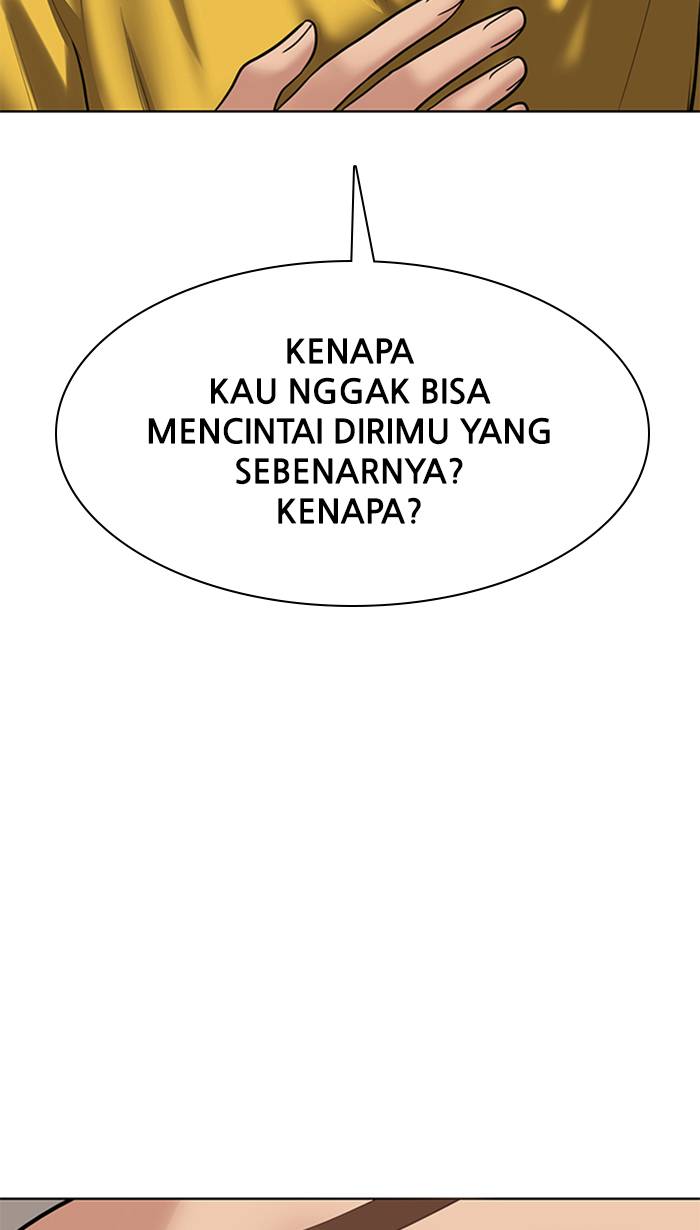 KENAPA
KAU NGGAK BISA
MENCINTAI DIRIMU YANG
SEBENARNYA?
KENAPA?